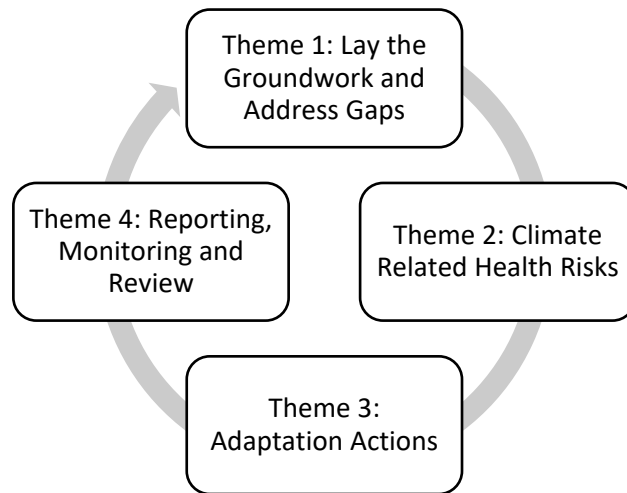 Theme 1: Lay the
Groundwork and
Address Gaps
Theme 2: Climate
Related Health Risks
Theme 3:
Adaptation Actions
Theme 4: Reporting,
Monitoring and
Review